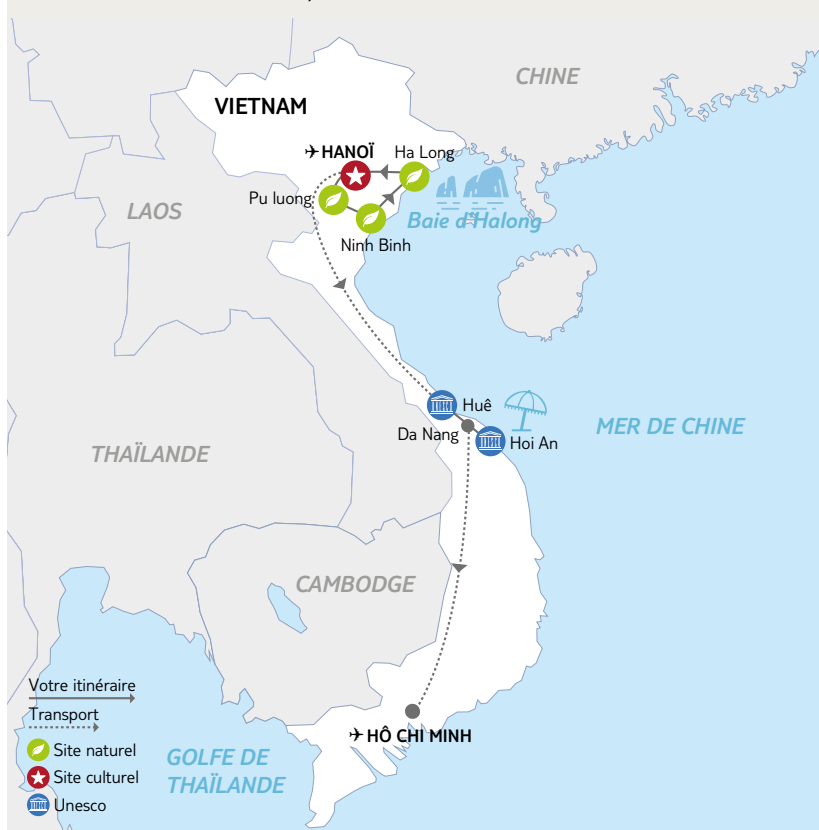 CHINE
VIETNAM
HANOÏ
Ha Long
Pu luong
LAOS
Baie d'Halong
Ninh Binh
Huê
Da Nang
Hoi An
MER DE CHINE
THAÏLANDE
CAMBODGE
Votre itinéraire
Transport
HÔ CHI MINH
Site naturel
GOLFE DE
THAÏLANDE
Site culturel
Unesco